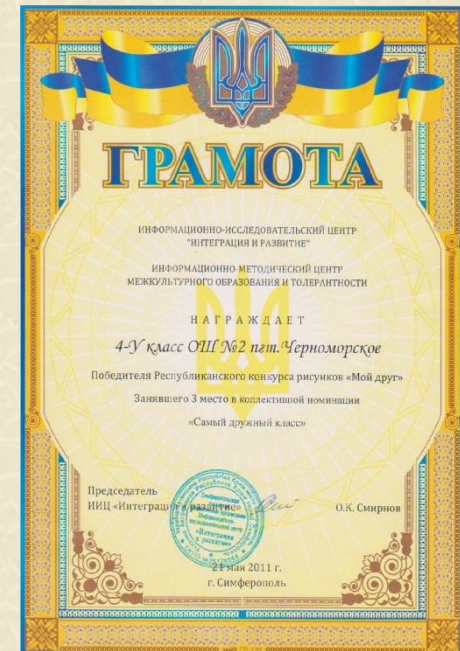 ГРАМОТА
ИНФОРМАЦИОННО-ИССЛЕДОВАТЕЛЬСКИЙ ЦЕНТР
"ИНТЕГРАЦИЯ И РАЗВИТИЕ"
ИНФОРМАЦИОННО-МЕТОДИЧЕСКИЙ ЦЕНТР
МЕЖКУЛЬТУРНОГО ОБРАЗОВАНИЯ И ТОЛЕРАНТНОСТИ
НАГРАЖДАЕТ
4-У класс ОШ №2 пгт. Черноморское
Победителя Республиканского конкурса рисунков «Мой друг»
Занявшего 3 место в коллективной номинации
«Самый дружный класс»
Председатель
ИИЦ «Интеграция и развитие» О.К. Смирнов
«Интеграция
и развитие»
21 мая 2011 г.
г. Симферополь